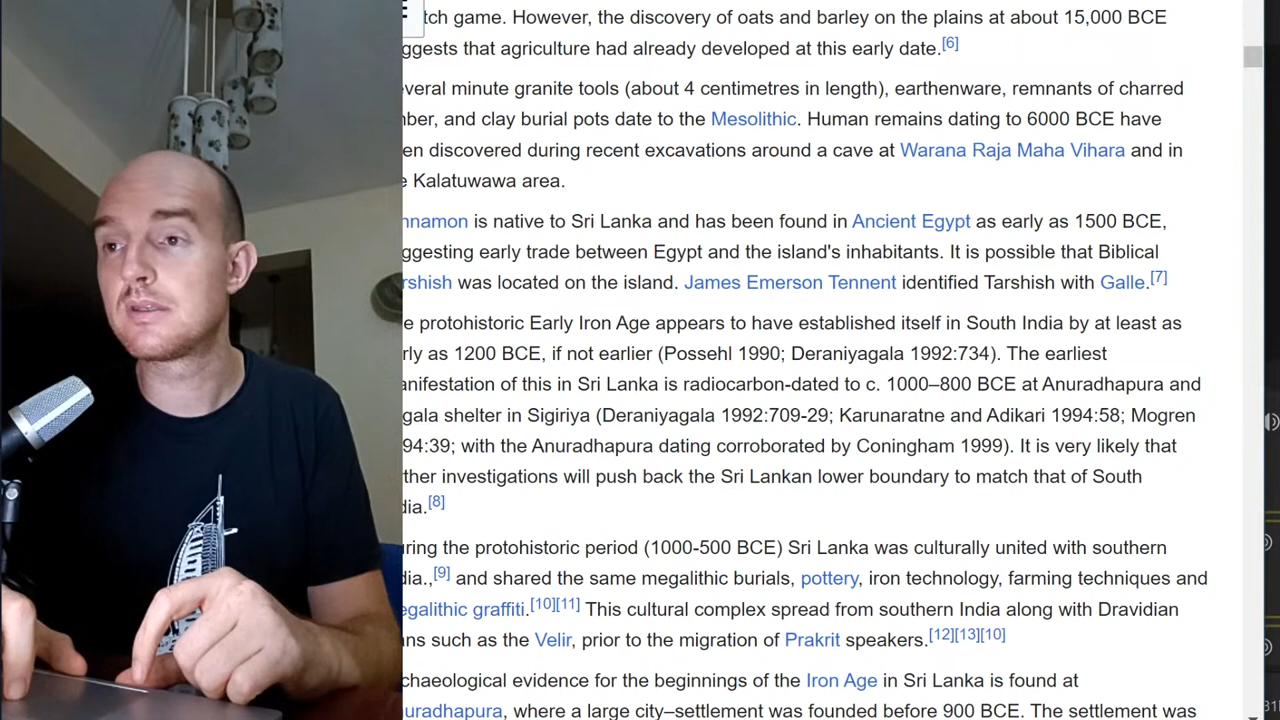 tch game. However, the discovery of oats and barley on the plains at about 15,000 BCE
ggests that agriculture had already developed at this early date.[6]
everal minute granite tools (about 4 centimetres in length), earthenware, remnants of charred
ber, and clay burial pots date to the Mesolithic. Human remains dating to 6000 BCE have
en discovered during recent excavations around a cave at Warana Raja Maha Vihara and in
e Kalatuwawa area.
nnamon is native to Sri Lanka and has been found in Ancient Egypt as early as 1500 BCE,
ggesting early trade between Egypt and the island's inhabitants. It is possible that Biblical
rshish was located on the island. James Emerson Tennent identified Tarshish with Galle.[7]
e protohistoric Early Iron Age appears to have established itself in South India by at least as
rly as 1200 BCE, if not earlier (Possehl 1990; Deraniyagala 1992:734). The earliest
anifestation of this in Sri Lanka is radiocarbon-dated to c. 1000–800 BCE at Anuradhapura and
gala shelter in Sigiriya (Deraniyagala 1992:709-29; Karunaratne and Adikari 1994:58; Mogren
94:39; with the Anuradhapura dating corroborated by Coningham 1999). It is very likely that
ther investigations will push back the Sri Lankan lower boundary to match that of South
dia.[8]
uring the protohistoric period (1000-500 BCE) Sri Lanka was culturally united with southern
dia.,[9] and shared the same megalithic burials, pottery, iron technology, farming techniques and
egalithic graffiti.[10][11] This cultural complex spread from southern India along with Dravidian
ans such as the Velir, prior to the migration of Prakrit speakers.[12][13][10]
chaeological evidence for the beginnings of the Iron Age in Sri Lanka is found at
uradhapura, where a large city–settlement was founded before 900 BCE. The settlement was